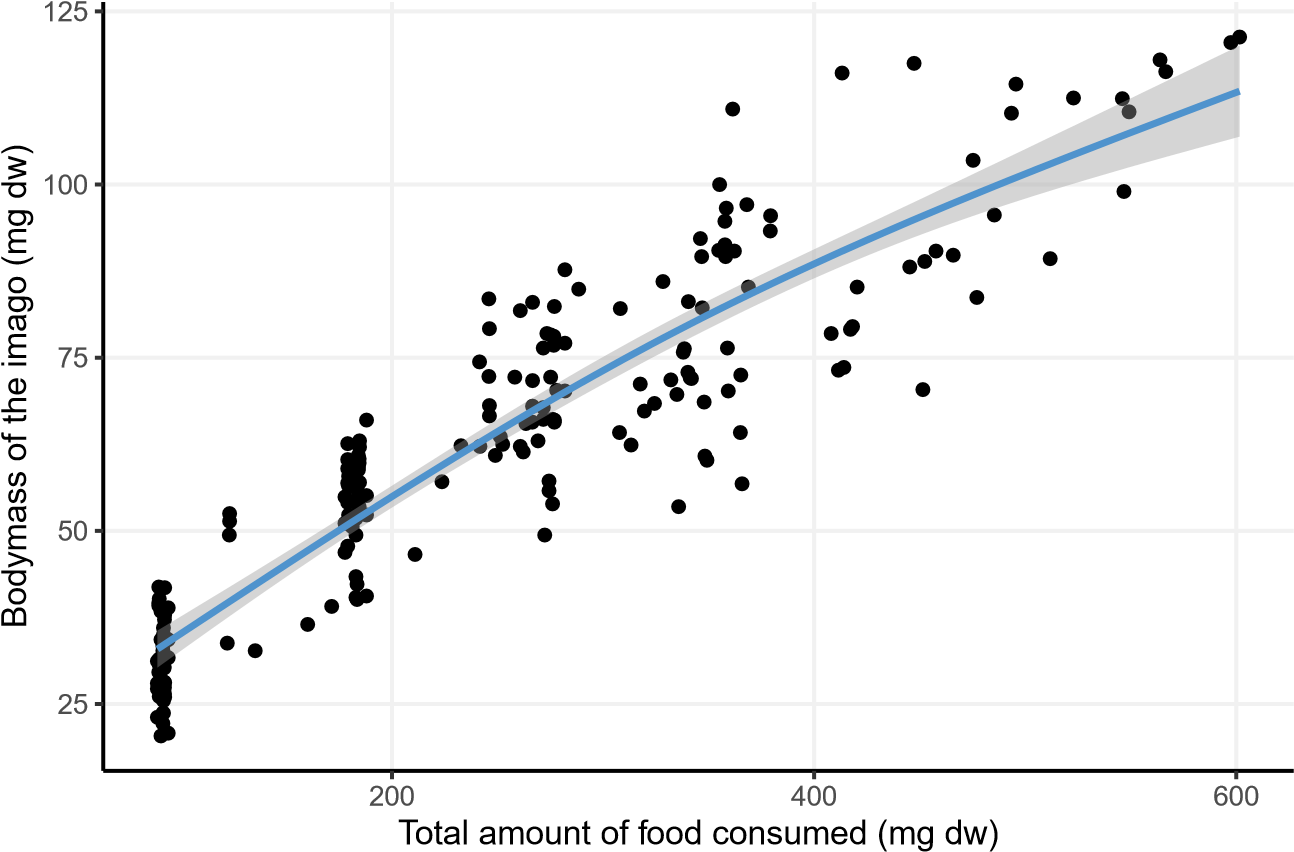 125
100
75
50
25
Bodymass of the imago (mg dw)
200 400 600
Total amount of food consumed (mg dw)